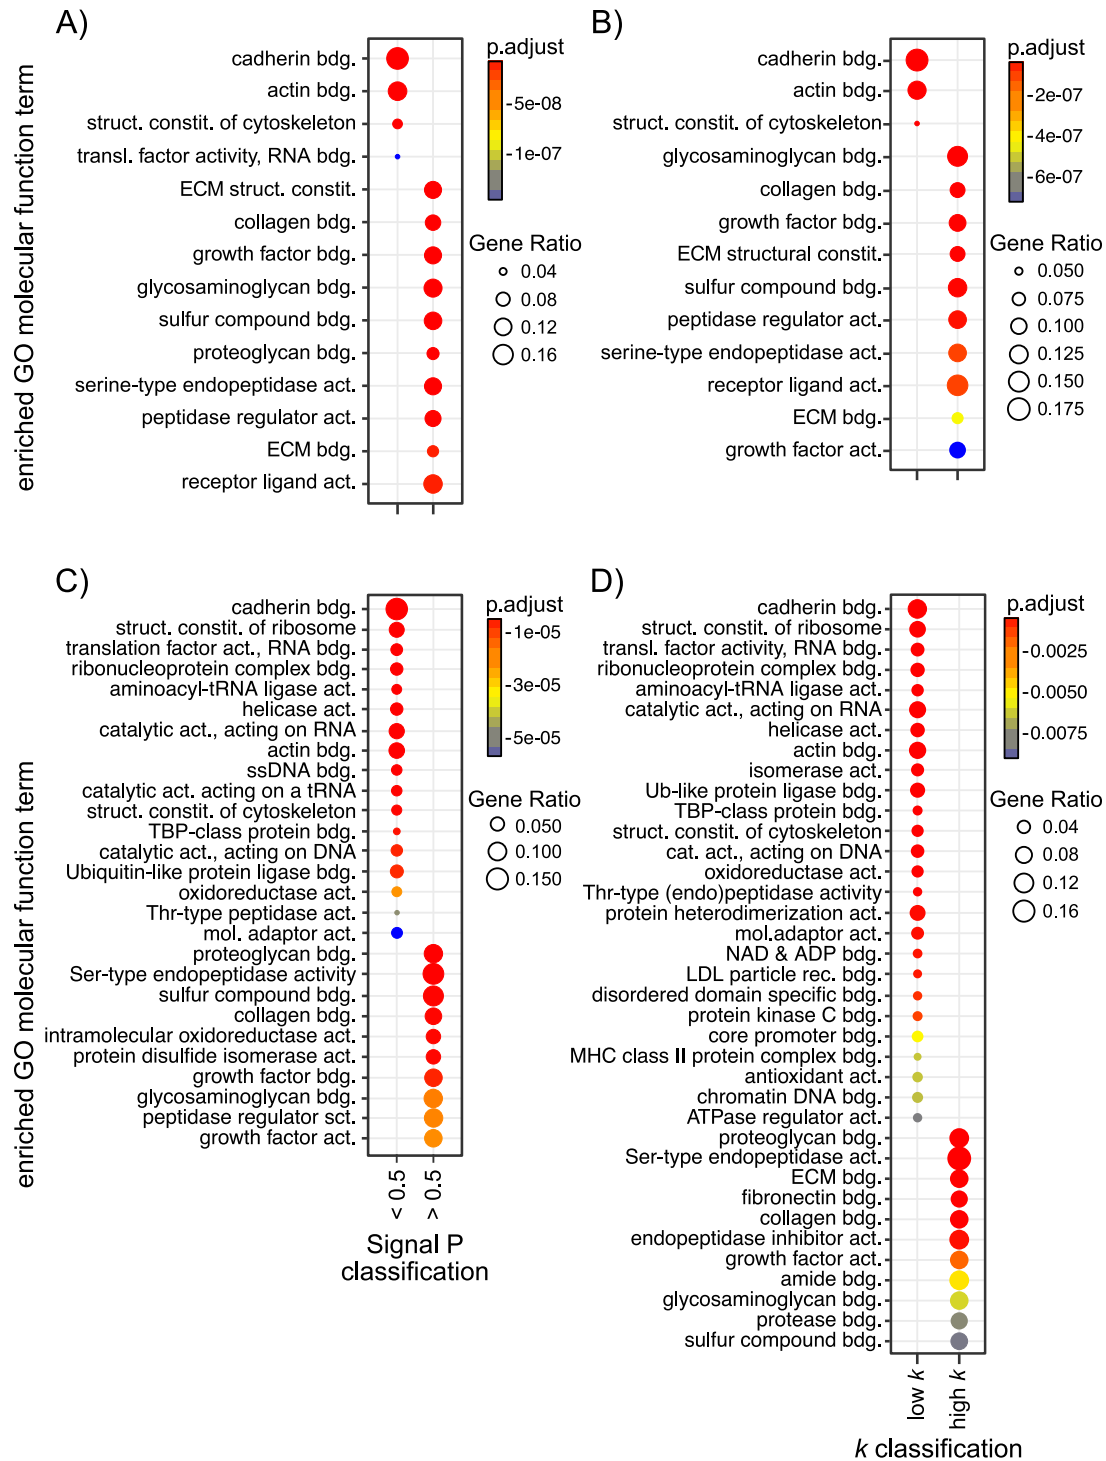 A)
cadherin bdg.
actin bdg.
struct. constit. of cytoskeleton
transl. factor activity, RNA bdg.
ECM struct. constit.
collagen bdg.
growth factor bdg.
glycosaminoglycan bdg.
sulfur compound bdg.
proteoglycan bdg.
serine-type endopeptidase act.
peptidase regulator act.
ECM bdg.
receptor ligand act.
enriched GO molecular function term
p.adjust
-5e-08
-1e-07
Gene Ratio
0.04
0.08
0.12
0.16
B)
cadherin bdg.
actin bdg.
struct. constit. of cytoskeleton
glycosaminoglycan bdg.
collagen bdg.
growth factor bdg.
ECM structural constit.
sulfur compound bdg.
peptidase regulator act.
serine-type endopeptidase act.
receptor ligand act.
ECM bdg.
growth factor act.
p.adjust
-2e-07
-4e-07
-6e-07
Gene Ratio
0.050
0.075
0.100
0.125
0.150
0.175
C)
cadherin bdg.
struct. constit. of ribosome
translation factor act., RNA bdg.
ribonucleoprotein complex bdg.
aminoacyl-tRNA ligase act.
helicase act.
catalytic act., acting on RNA
actin bdg.
ssDNA bdg.
catalytic act. acting on a tRNA
struct. constit. of cytoskeleton
TBP-class protein bdg.
catalytic act., acting on DNA
Ubiquitin-like protein ligase bdg.
oxidoreductase act.
Thr-type peptidase act.
mol. adaptor act.
proteoglycan bdg.
Ser-type endopeptidase activity
sulfur compound bdg.
collagen bdg.
intramolecular oxidoreductase act.
protein disulfide isomerase act.
growth factor bdg.
glycosaminoglycan bdg.
peptidase regulator sct.
growth factor act.
enriched GO molecular function term
< 0.5
> 0.5
Signal P
classification
p.adjust
-1e-05
-3e-05
-5e-05
Gene Ratio
0.050
0.100
0.150
D)
cadherin bdg.
struct. constit. of ribosome
transl. factor activity, RNA bdg.
ribonucleoprotein complex bdg.
aminoacyl-tRNA ligase act.
catalytic act., acting on RNA
helicase act.
actin bdg.
isomerase act.
Ub-like protein ligase bdg.
TBP-class protein bdg.
struct. constit. of cytoskeleton
cat. act., acting on DNA
oxidoreductase act.
Thr-type (endo)peptidase activity
protein heterodimerization act.
mol.adaptor act.
NAD & ADP bdg.
LDL particle rec. bdg.
disordered domain specific bdg.
protein kinase C bdg.
core promoter bdg.
MHC class II protein complex bdg.
antioxidant act.
chromatin DNA bdg.
ATPase regulator act.
proteoglycan bdg.
Ser-type endopeptidase act.
ECM bdg.
fibronectin bdg.
collagen bdg.
endopeptidase inhibitor act.
growth factor act.
amide bdg.
glycosaminoglycan bdg.
protease bdg.
sulfur compound bdg.
low k
high k
k classification
p.adjust
-0.0025
-0.0050
-0.0075
Gene Ratio
0.04
0.08
0.12
0.16